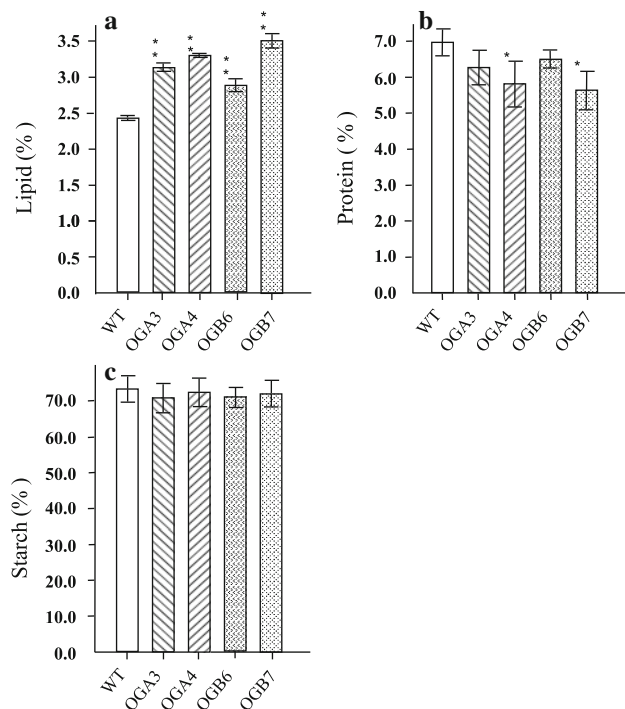 a
Lipid (% )
3.5
3.0
2.5
2.0
1.5
1.0
0.5
0.0
* *
* *
* *
* *
WT
OGA3
OGA4
OGB6
OGB7
b
Protein ( % )
7.0
6.0
5.0
4.0
3.0
2.0
1.0
0.0
*
*
WT
OGA3
OGA4
OGB6
OGB7
c
Starch (% )
70.0
60.0
50.0
40.0
30.0
20.0
10.0
0.0
WT
OGA3
OGA4
OGB6
OGB7